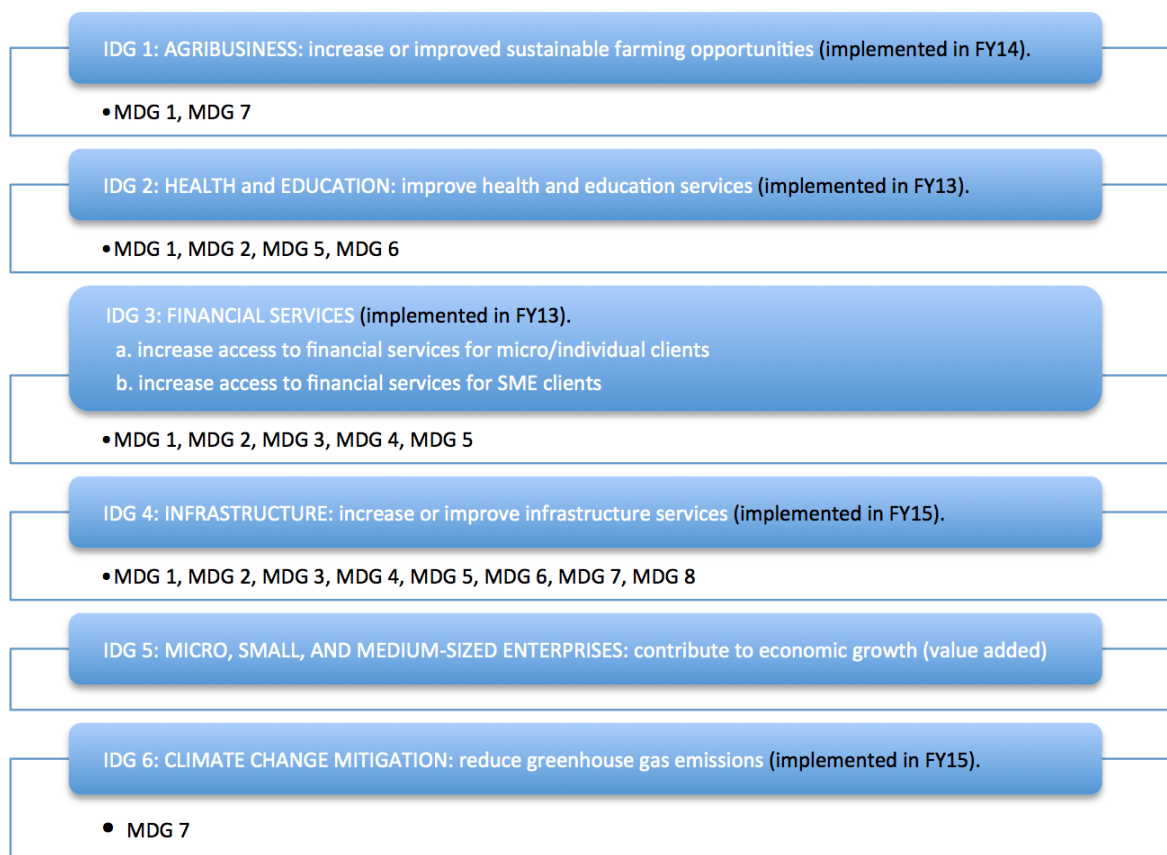 IDG 1: AGRIBUSINESS: increase or improved sustainable farming opportunities (implemented in FY14).
•MDG 1, MDG 7
IDG 2: HEALTH and EDUCATION: improve health and education services (implemented in FY13).
•MDG 1, MDG 2, MDG 5, MDG 6
IDG 3: FINANCIAL SERVICES (implemented in FY13).
a. increase access to financial services for micro/individual clients
b. increase access to financial services for SME clients
•MDG 1, MDG 2, MDG 3, MDG 4, MDG 5
IDG 4: INFRASTRUCTURE: increase or improve infrastructure services (implemented in FY15).
•MDG 1, MDG 2, MDG 3, MDG 4, MDG 5, MDG 6, MDG 7, MDG 8
IDG 5: MICRO, SMALL, AND MEDIUM-SIZED ENTERPRISES: contribute to economic growth (value added)
IDG 6: CLIMATE CHANGE MITIGATION: reduce greenhouse gas emissions (implemented in FY15).
• MDG 7